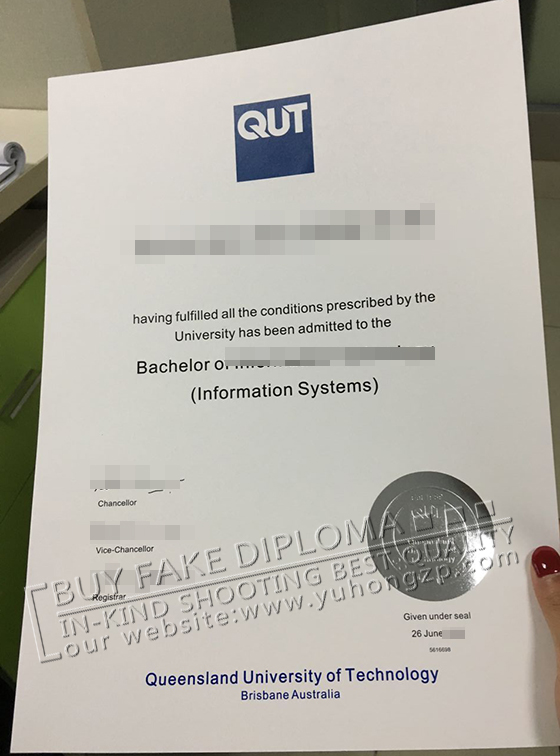 QUT
having fulfilled all the conditions prescribed by the
University has been admitted to the
Bachelor of
(Information Systems)
Chancellor
Vice-Chancellor
Registrar
BUY FAKE DIPLOMA
IN-KIND SHOOTING BEST QUALITY
our website:www.yuhongzp.com
Given under seal
26 June
5616698
Queensland University of Technology
Brisbane Australia